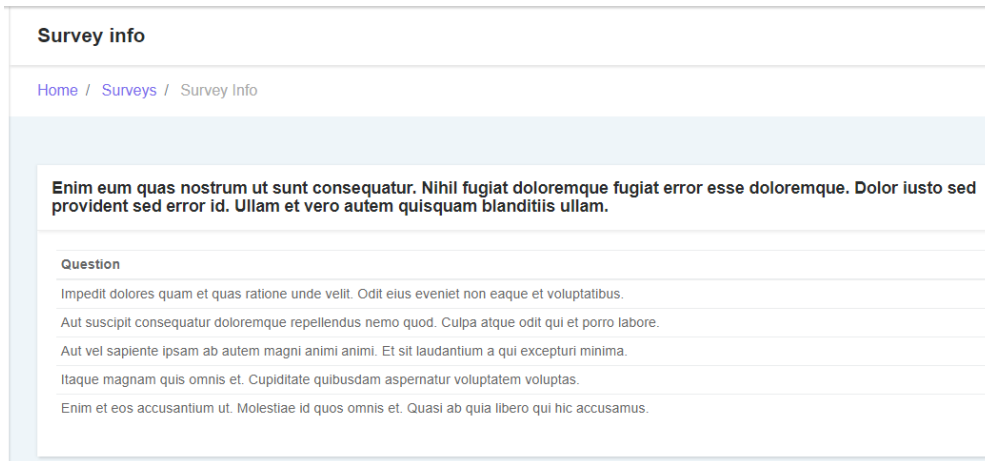 Survey info
Home / Surveys / Survey Info
Enim eum quas nostrum ut sunt consequatur. Nihil fugiat doloremque fugiat error esse doloremque. Dolor iusto sed
provident sed error id. Ullam et vero autem quisquam blanditiis ullam.
Question
Impedit dolores quam et quas ratione unde velit. Odit eius eveniet non eaque et voluptatibus.
Aut suscipit consequatur doloremque repellendus nemo quod. Culpa atque odit qui et porro labore.
Aut vel sapiente ipsam ab autem magni animi animi. Et sit laudantium a qui excepturi minima.
Itaque magnam quis omnis et. Cupiditate quibusdam aspernatur voluptatem voluptas.
Enim et eos accusantium ut. Molestiae id quos omnis et. Quasi ab quia libero qui hic accusamus.